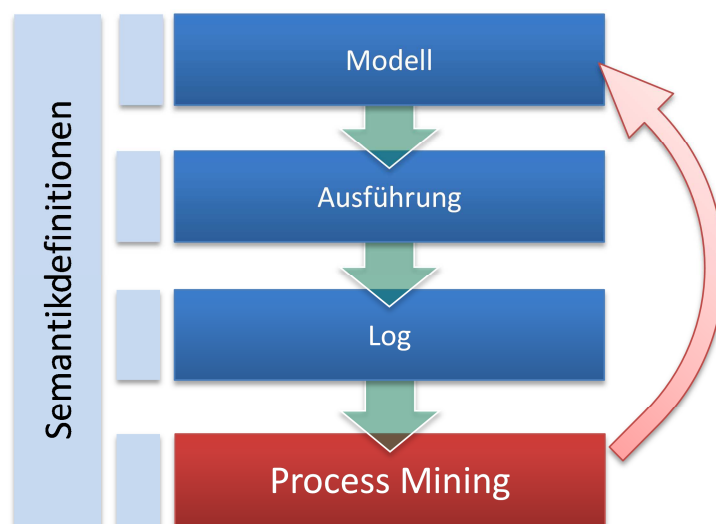 Semantikdefinitionen
Modell
Ausführung
Log
Process Mining